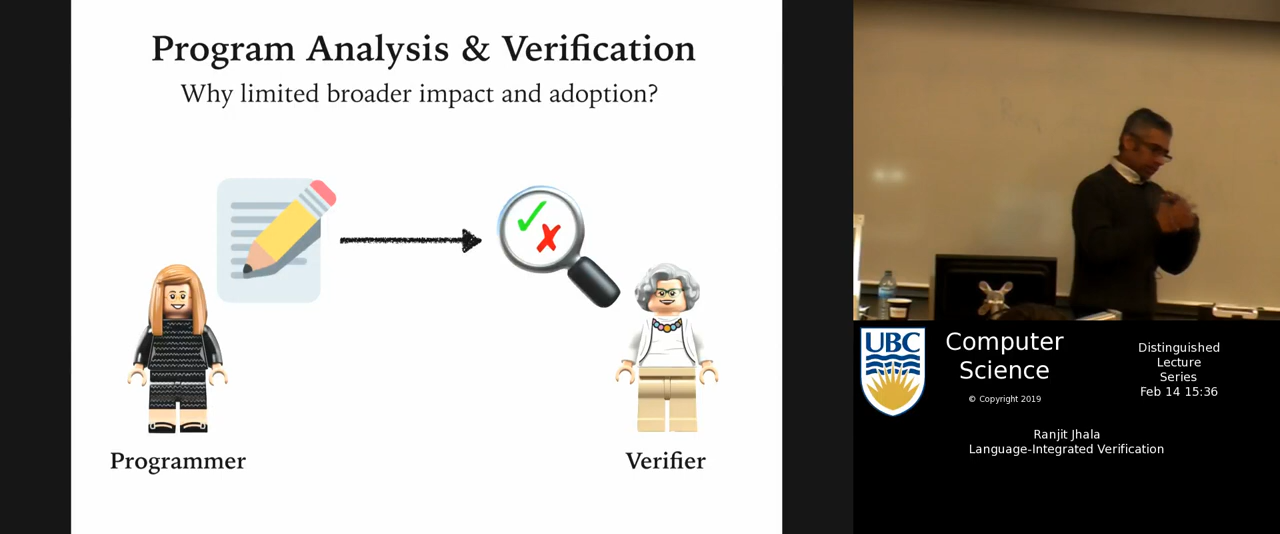 Program Analysis & Verification
Why limited broader impact and adoption?
Programmer
Verifier
UBC
Computer
Science
© Copyright 2019
Distinguished
Lecture
Series
Feb 14 15:36
Ranjit Jhala
Language-Integrated Verification